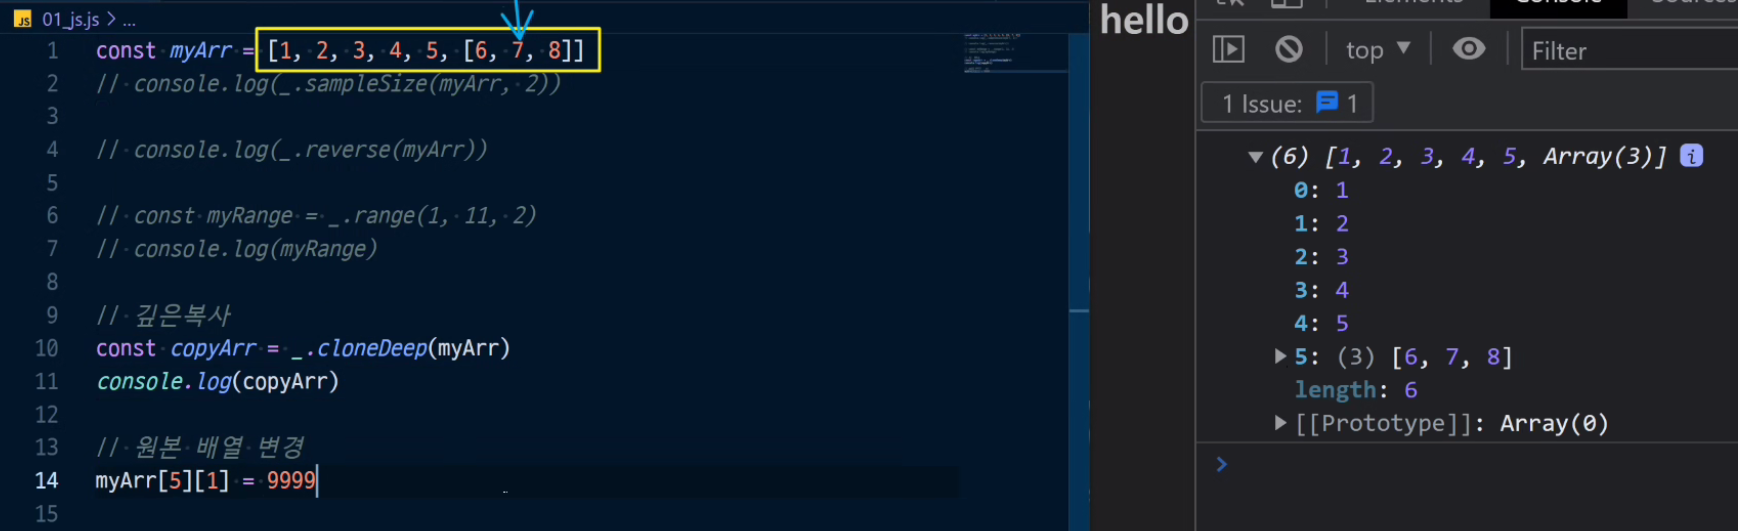 JS 01_js.js > ...
1 const myArr = [1, 2, 3, 4, 5, [6, 7, 8]]
2 // console.log(_.sampleSize(myArr, 2))
3
4 // console.log(_.reverse(myArr))
5
6 // const myRange = _.range(1, 11, 2)
7 // console.log(myRange)
8
9 // 깊은복사
10 const copyArr = _.cloneDeep(myArr)
11 console.log(copyArr)
12
13 // 원본 배열 변경
14 myArr[5][1] = 9999
15
hello
Elements Console Sources
top ▼ Filter
1 Issue: 1
▼ (6) [1, 2, 3, 4, 5, Array(3)] i
0: 1
1: 2
2: 3
3: 4
4: 5
▶ 5: (3) [6, 7, 8]
length: 6
▶ [[Prototype]]: Array(0)
>